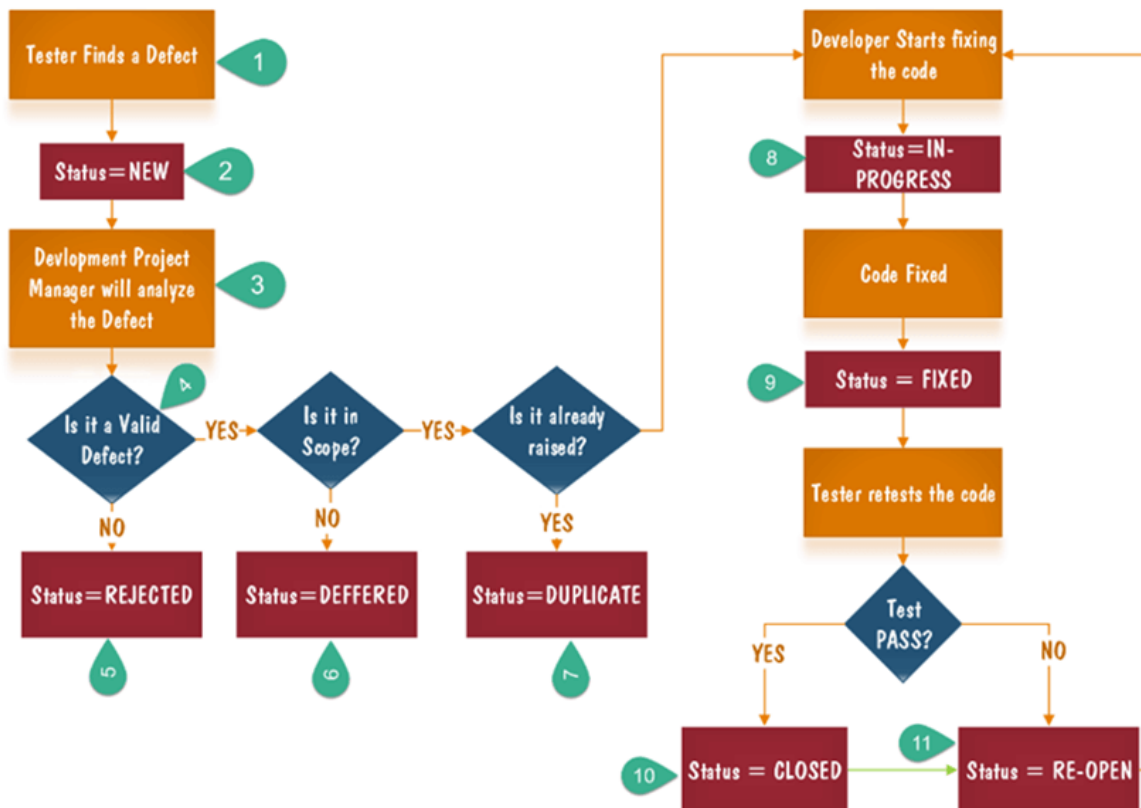 Tester Finds a Defect
1
Status=NEW
2
Devlopment Project
Manager will analyze
the Defect
3
Is it a Valid
Defect?
4
YES
NO
Is it in
Scope?
YES
NO
Is it already
raised?
YES
Status=REJECTED
5
Status=DEFFERED
6
Status=DUPLICATE
7
Developer Starts fixing
the code
8
Status=IN-
PROGRESS
Code Fixed
9
Status = FIXED
Tester retests the code
Test
PASS?
YES
NO
10
Status = CLOSED
11
Status = RE-OPEN